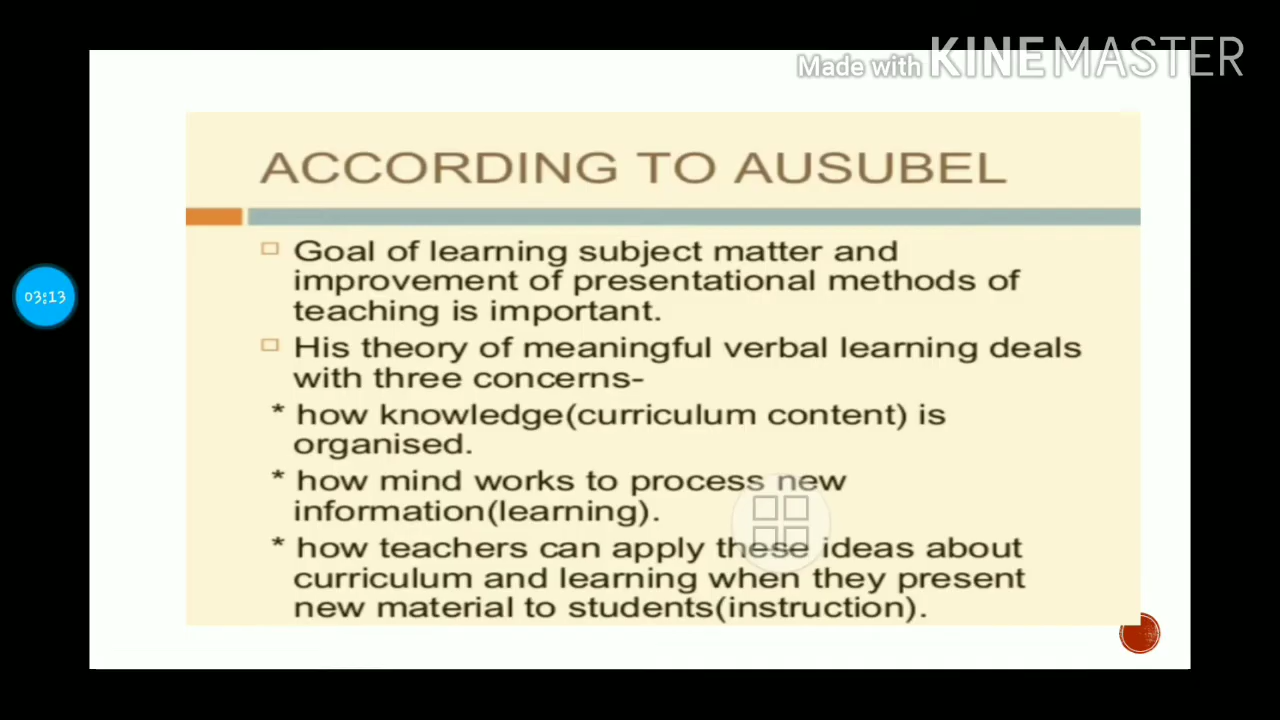 Made with KINEMASTER
ACCORDING TO AUSUBEL
Goal of learning subject matter and
improvement of presentational methods of
teaching is important.
His theory of meaningful verbal learning deals
with three concerns-
* how knowledge(curriculum content) is
organised.
* how mind works to process new
information(learning).
* how teachers can apply these ideas about
curriculum and learning when they present
new material to students(instruction).
03:13